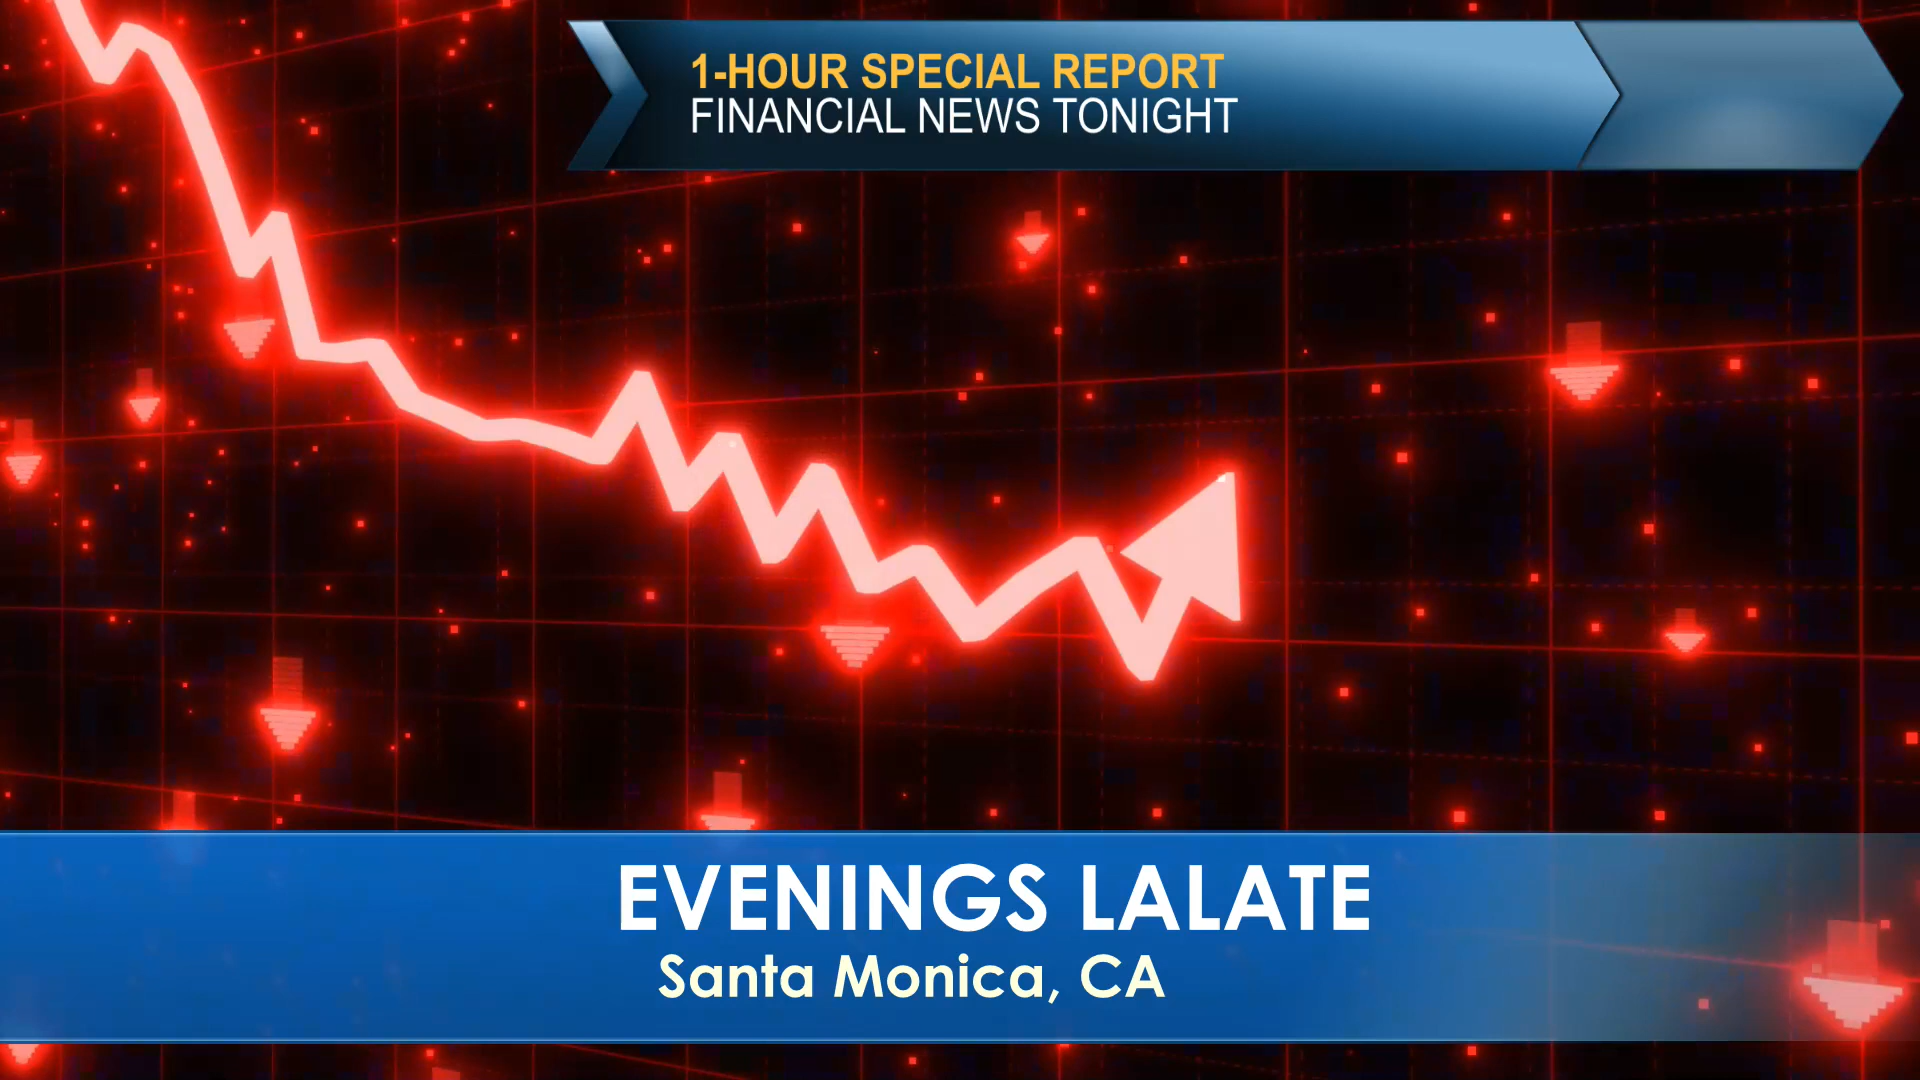 1-HOUR SPECIAL REPORT
FINANCIAL NEWS TONIGHT
EVENINGS LALATE
Santa Monica, CA